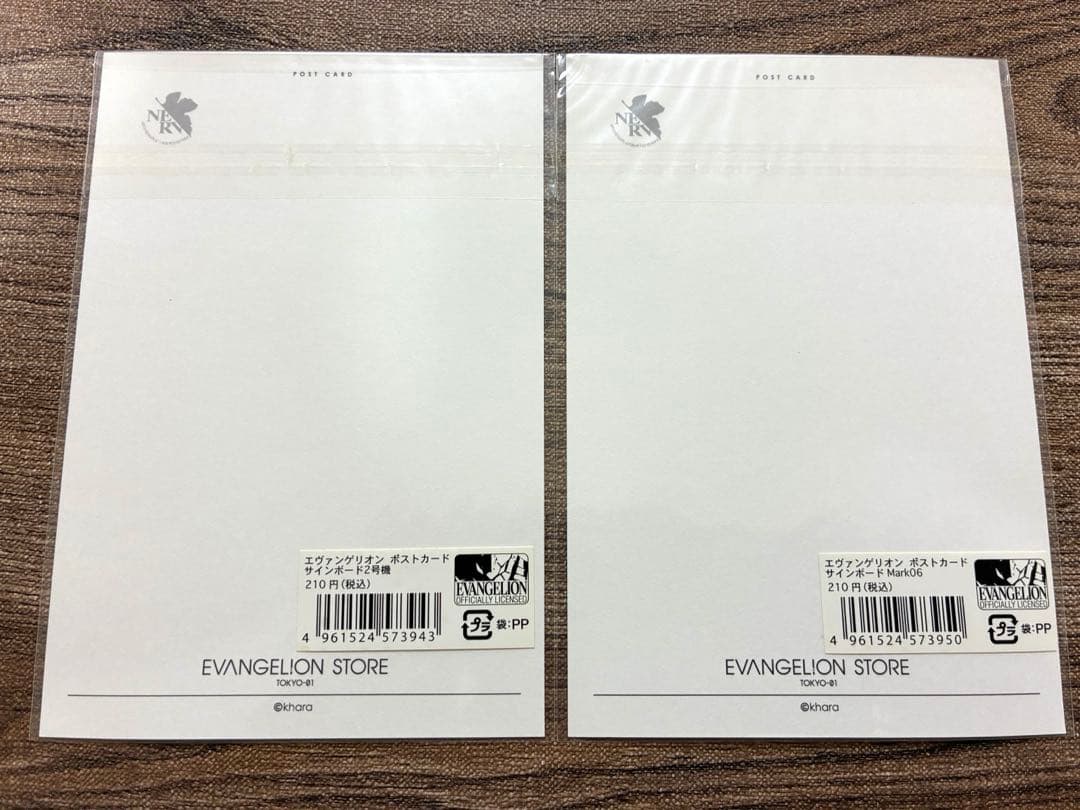 POST CARD
NERV
エヴァンゲリオン ポストカード
サインボード2号機
210円(税込)
4 961524 573943
EVANGELION
OFFICIALLY LICENSED
プラ 袋:PP
EVANGELION STORE
TOKYO-01
©khara
POST CARD
NERV
エヴァンゲリオン ポストカード
サインボード Mark06
210円(税込)
4 961524 573950
EVANGELION
OFFICIALLY LICENSED
プラ 袋:PP
EVANGELION STORE
TOKYO-01
©khara